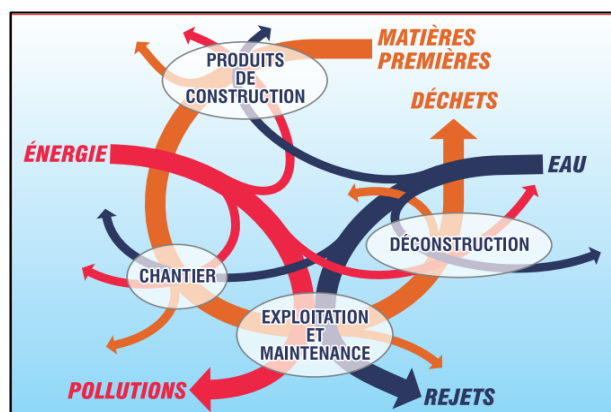 MATIÈRES
PREMIÈRES
PRODUITS
DE
CONSTRUCTION
DÉCHETS
ÉNERGIE
EAU
DÉCONSTRUCTION
CHANTIER
EXPLOITATION
ET
MAINTENANCE
POLLUTIONS
REJETS